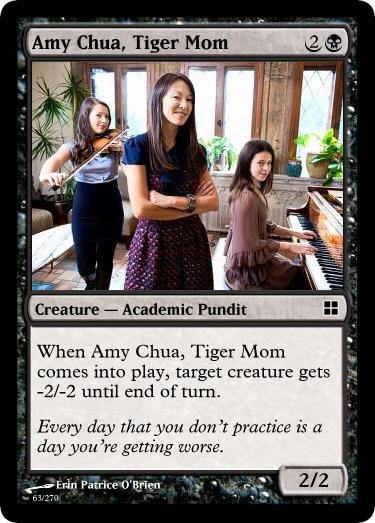 Amy Chua, Tiger Mom 2
Creature — Academic Pundit
When Amy Chua, Tiger Mom
comes into play, target creature gets
-2/-2 until end of turn.
Every day that you don't practice is a
day you're getting worse.
2/2
Erin Patrice O'Brien
63/270